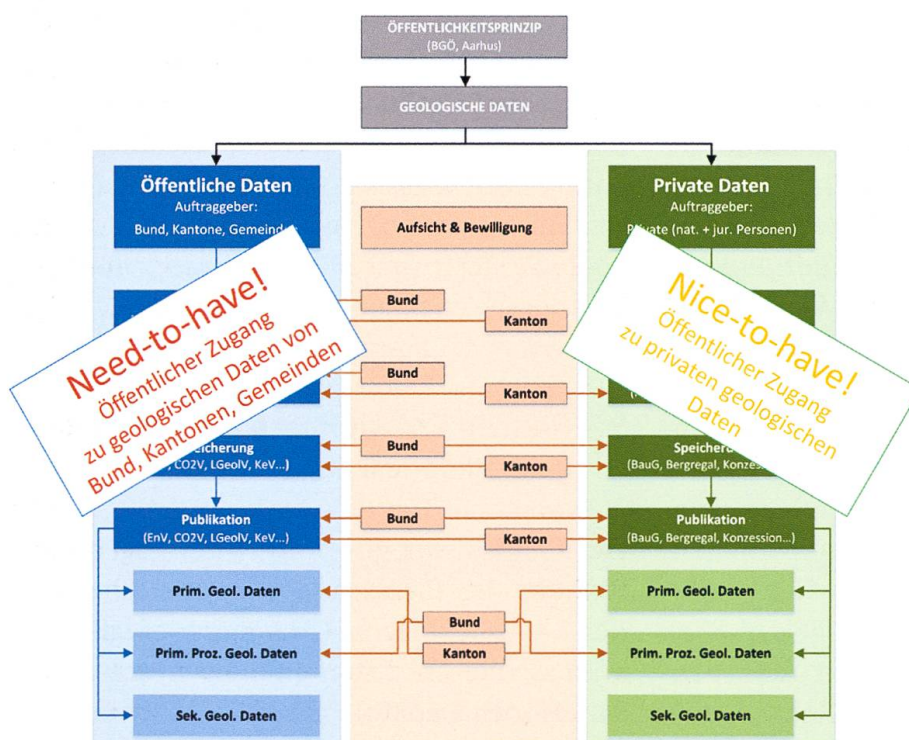 ÖFFENTLICHKEITSPRINZIP
(BGÖ, Aarhus)
GEOLOGISCHE DATEN
Öffentliche Daten
Auftraggeber:
Bund, Kantone, Gemeinden
Aufsicht & Bewilligung
Private Daten
Auftraggeber:
Private (nat. + jur. Personen)
Need-to-have!
Öffentlicher Zugang
zu geologischen Daten von
Bund, Kantonen, Gemeinden
Nice-to-have!
Öffentlicher Zugang
zu privaten geologischen
Daten
Bund
Kanton
Bund
Kanton
Speicherung
CO2V, LGeolV, KeV...)
Bund
Kanton
Speicheru
(BauG, Bergregal, Konzession
Publikation
(EnV, CO2V, LGeolV, KeV...)
Bund
Kanton
Publikation
(BauG, Bergregal, Konzession...)
Prim. Geol. Daten
Prim. Proz. Geol. Daten
Sek. Geol. Daten
Bund
Kanton
Prim. Geol. Daten
Prim. Proz. Geol. Daten
Sek. Geol. Daten